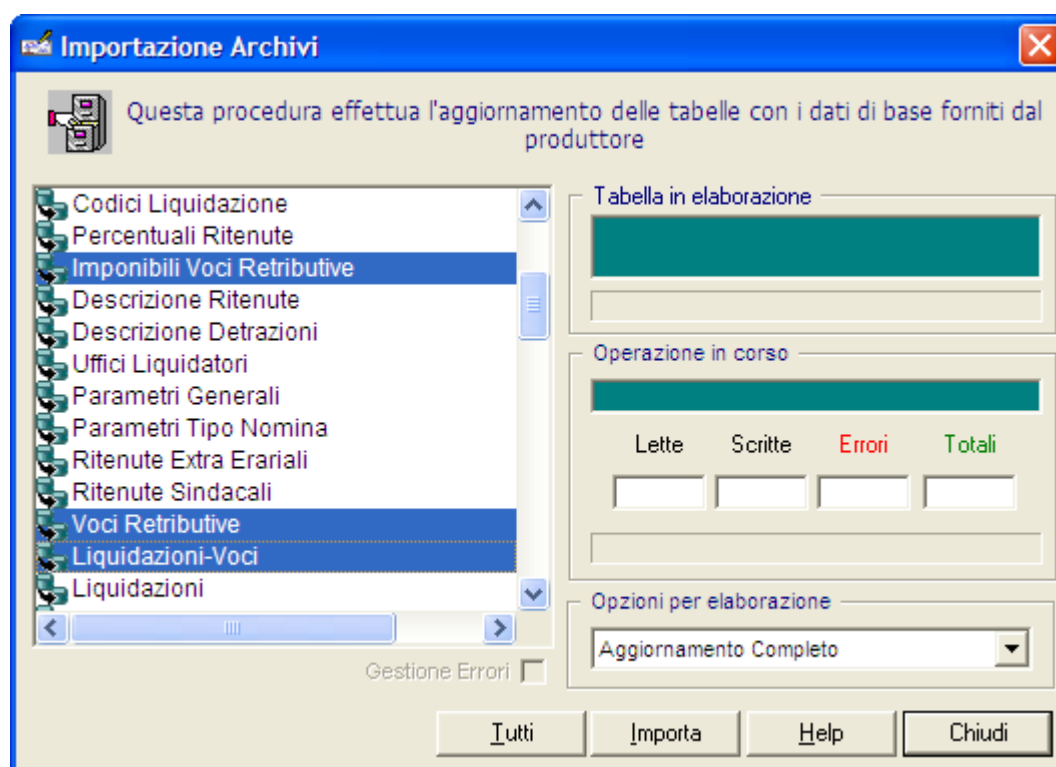 Importazione Archivi
Questa procedura effettua l'aggiornamento delle tabelle con i dati di base forniti dal
produttore
Codici Liquidazione
Percentuali Ritenute
Imponibili Voci Retributive
Descrizione Ritenute
Descrizione Detrazioni
Uffici Liquidatori
Parametri Generali
Parametri Tipo Nomina
Ritenute Extra Erariali
Ritenute Sindacali
Voci Retributive
Liquidazioni-Voci
Liquidazioni
Gestione Errori
Tabella in elaborazione
Operazione in corso
Lette Scritte Errori Totali
Opzioni per elaborazione
Aggiornamento Completo
Tutti Importa Help Chiudi